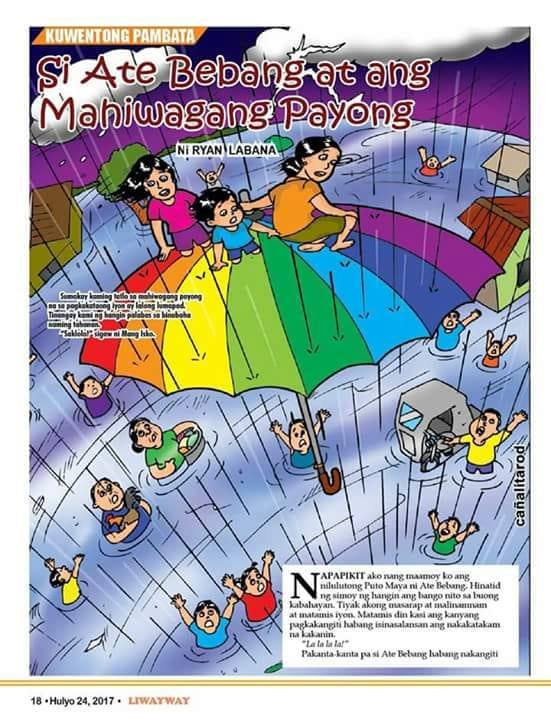 KUWENTONG PAMBATA
Si Ate Bebang at ang
Mahiwagang Payong
Ni RYAN LABANA
Sumakay kaming tatlo sa mahiwagang payong
na sa pagkakataong iyon ay lalong lumapad.
Tinangay kami ng hangin palabas sa binabaha
naming tahanan.
"Saklolo!" sigaw ni Mang Isko.
cañalitarod
NAPAPIKIT ako nang maamoy ko ang
nilulutong Puto Maya ni Ate Bebang. Hinatid
ng simoy ng hangin ang bango nito sa buong
kabahayan. Tiyak akong masarap at malinamnam
at matamis iyon. Matamis din kasi ang kanyang
pagkakangiti habang isinasalansan ang nakakatakam
na kakanin.
"La la la la!"
Pakanta-kanta pa si Ate Bebang habang nakangiti
18 • Hulyo 24, 2017 • LIWAYWAY